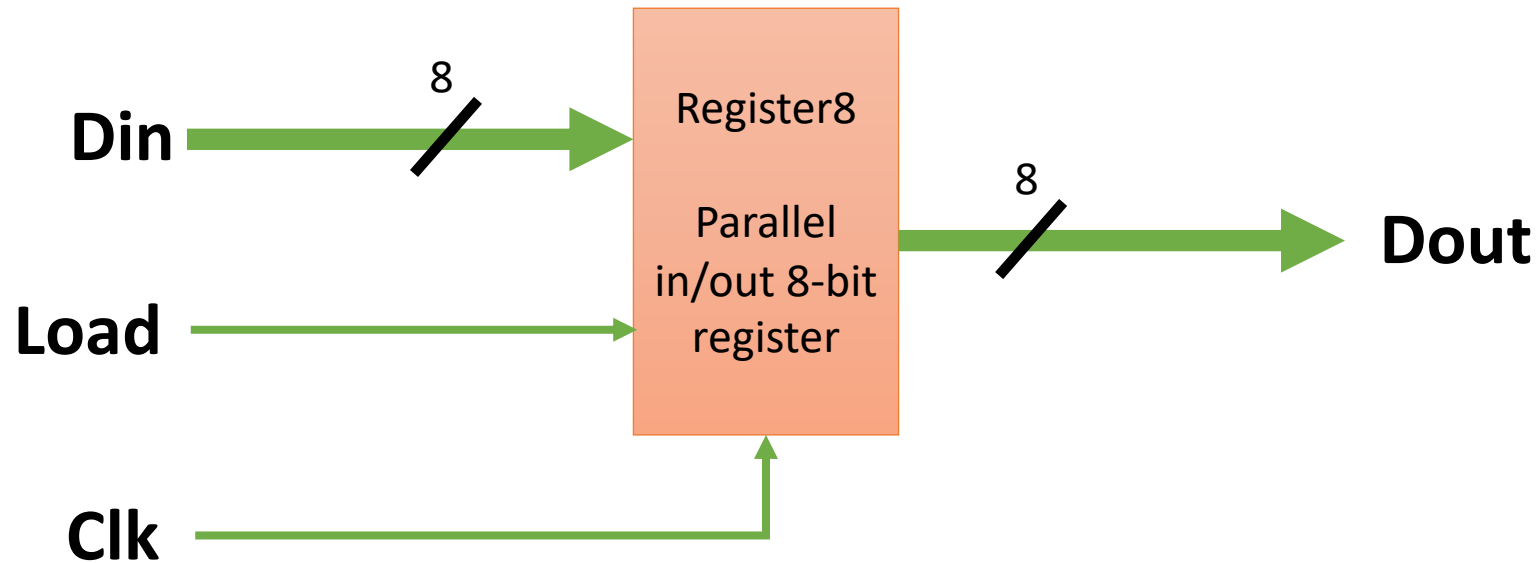 8
Din
Register8
8
Parallel
in/out 8-bit
register
Dout
Load
Clk